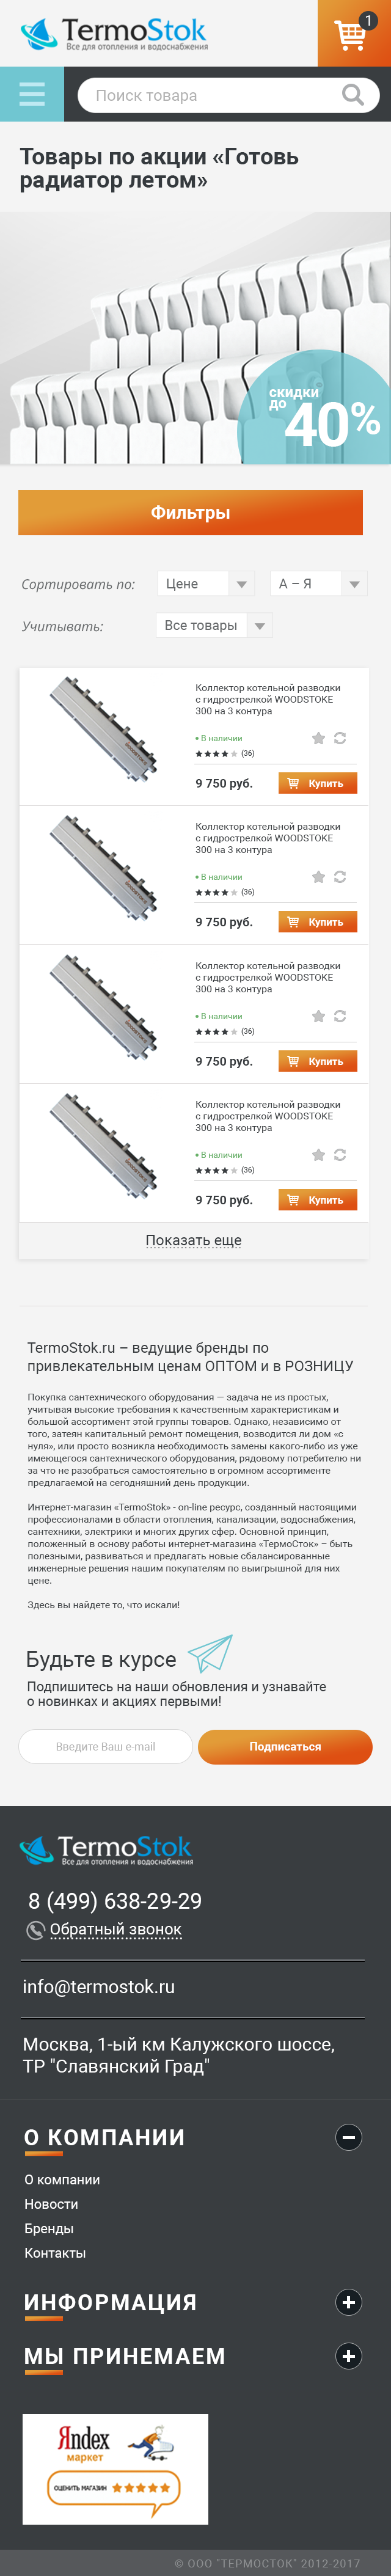 TermoStok
Все для отопления и водоснабжения
1
Поиск товара
Товары по акции «Готовь
радиатор летом»
скидки
до
40%
Фильтры
Сортировать по:
Цене
А – Я
Учитывать:
Все товары
Коллектор котельной разводки
с гидрострелкой WOODSTOKE
300 на 3 контура
В наличии
(36)
9 750 руб.
Купить
Коллектор котельной разводки
с гидрострелкой WOODSTOKE
300 на 3 контура
В наличии
(36)
9 750 руб.
Купить
Коллектор котельной разводки
с гидрострелкой WOODSTOKE
300 на 3 контура
В наличии
(36)
9 750 руб.
Купить
Коллектор котельной разводки
с гидрострелкой WOODSTOKE
300 на 3 контура
В наличии
(36)
9 750 руб.
Купить
Показать еще
TermoStok.ru – ведущие бренды по
привлекательным ценам ОПТОМ и в РОЗНИЦУ
Покупка сантехнического оборудования — задача не из простых,
учитывая высокие требования к качественным характеристикам и
большой ассортимент этой группы товаров. Однако, независимо от
того, затеян капитальный ремонт помещения, возводится ли дом «с
нуля», или просто возникла необходимость замены какого-либо из уже
имеющегося сантехнического оборудования, рядовому потребителю ни
за что не разобраться самостоятельно в огромном ассортименте
предлагаемой на сегодняшний день продукции.
Интернет-магазин «TermoStok» - on-line ресурс, созданный настоящими
профессионалами в области отопления, канализации, водоснабжения,
сантехники, электрики и многих других сфер. Основной принцип,
положенный в основу работы интернет-магазина «ТермоСток» – быть
полезными, развиваться и предлагать новые сбалансированные
инженерные решения нашим покупателям по выигрышной для них
цене.
Здесь вы найдете то, что искали!
Будьте в курсе
Подпишитесь на наши обновления и узнавайте
о новинках и акциях первыми!
Введите Ваш e-mail
Подписаться
TermoStok
Все для отопления и водоснабжения
8 (499) 638-29-29
Обратный звонок
info@termostok.ru
Москва, 1-ый км Калужского шоссе,
ТР "Славянский Град"
О КОМПАНИИ
О компании
Новости
Бренды
Контакты
ИНФОРМАЦИЯ
МЫ ПРИНИМАЕМ
Яndex
маркет
ОЦЕНИТЬ МАГАЗИН
© ООО "ТЕРМОСТОК" 2012-2017